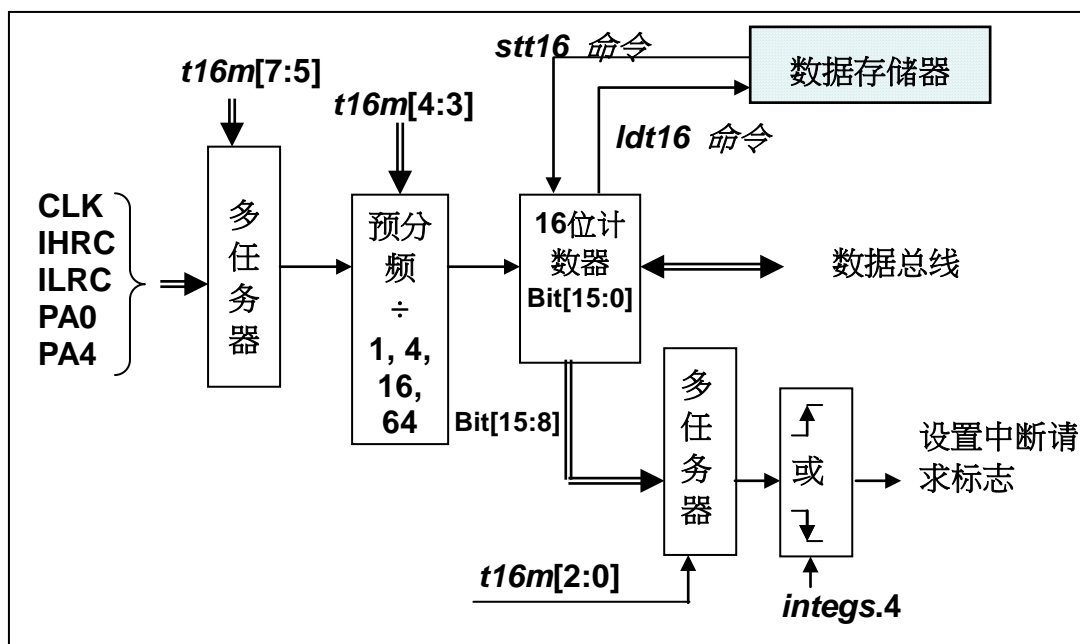 stt16 命令
数据存储器
t16m[7:5]
t16m[4:3]
ldt16 命令
CLK
IHRC
ILRC
PA0
PA4
多
任
务
器
预分
频
÷
1, 4,
16,
64
16位计
数器
Bit[15:0]
数据总线
Bit[15:8]
多
任
务
器
或
设置中断请
求标志
t16m[2:0]
integs.4